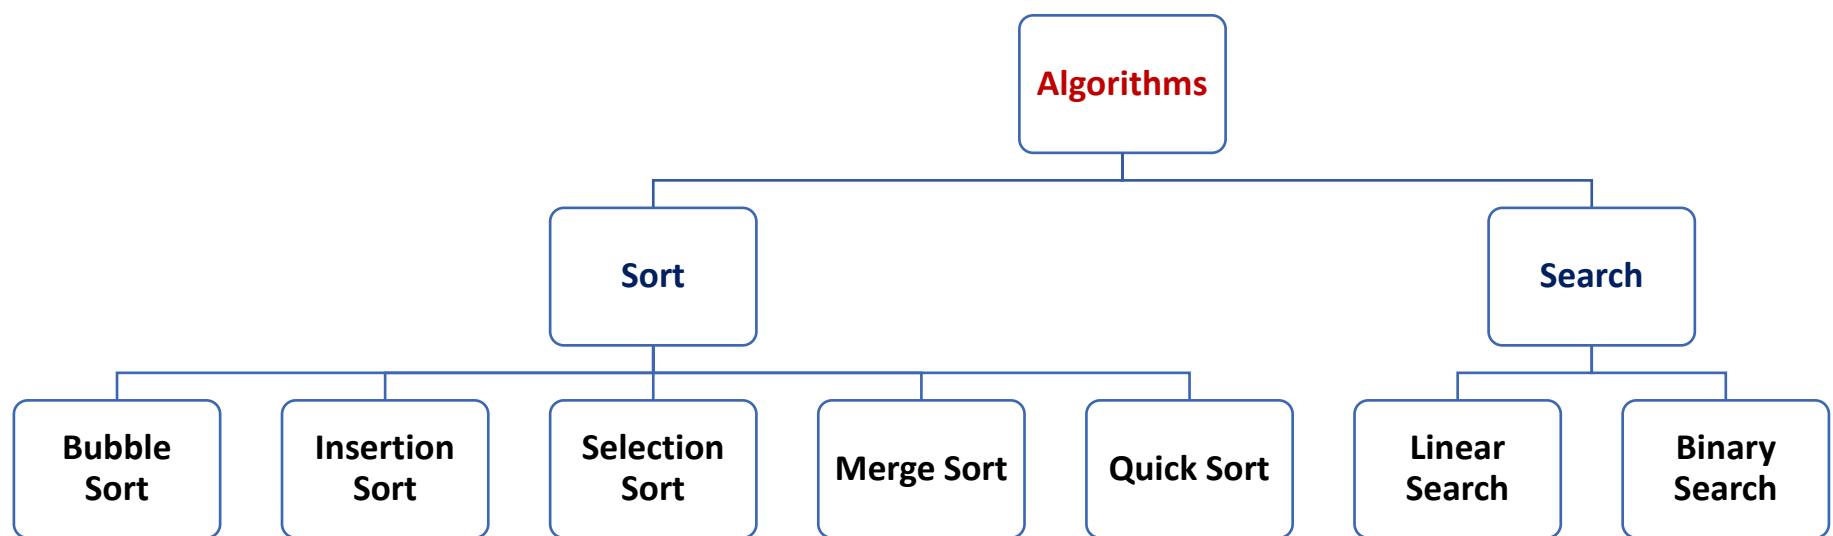 Algorithms
Sort
Search
Bubble
Sort
Insertion
Sort
Selection
Sort
Merge Sort
Quick Sort
Linear
Search
Binary
Search